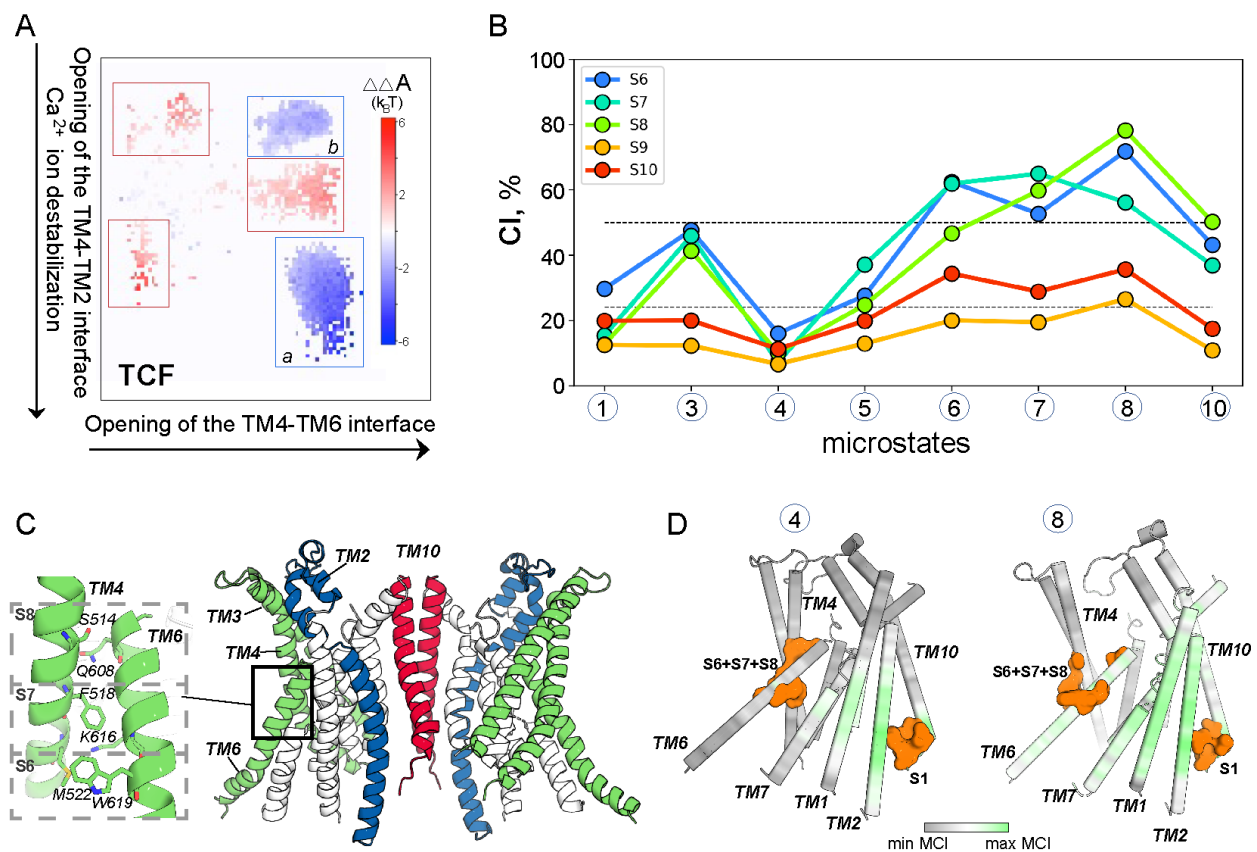 A
Opening of the TM4-TM2 interface
Ca2+ ion destabilization
△△A
(kBT)
6
2
-2
-6
b
a
TCF
Opening of the TM4-TM6 interface
B
CI, %
100
80
60
40
20
0
S6
S7
S8
S9
S10
1 3 4 5 6 7 8 10
microstates
C
TM4
S8
S514
TM6
Q608
S7
F518
K616
S6
M522
W619
TM2
TM10
TM3
TM4
TM6
D
4
8
TM4
TM10
S6+S7+S8
TM6
S1
TM7
TM1
TM2
TM4
TM10
S6+S7+S8
TM6
S1
TM7
TM1
TM2
min MCI
max MCI